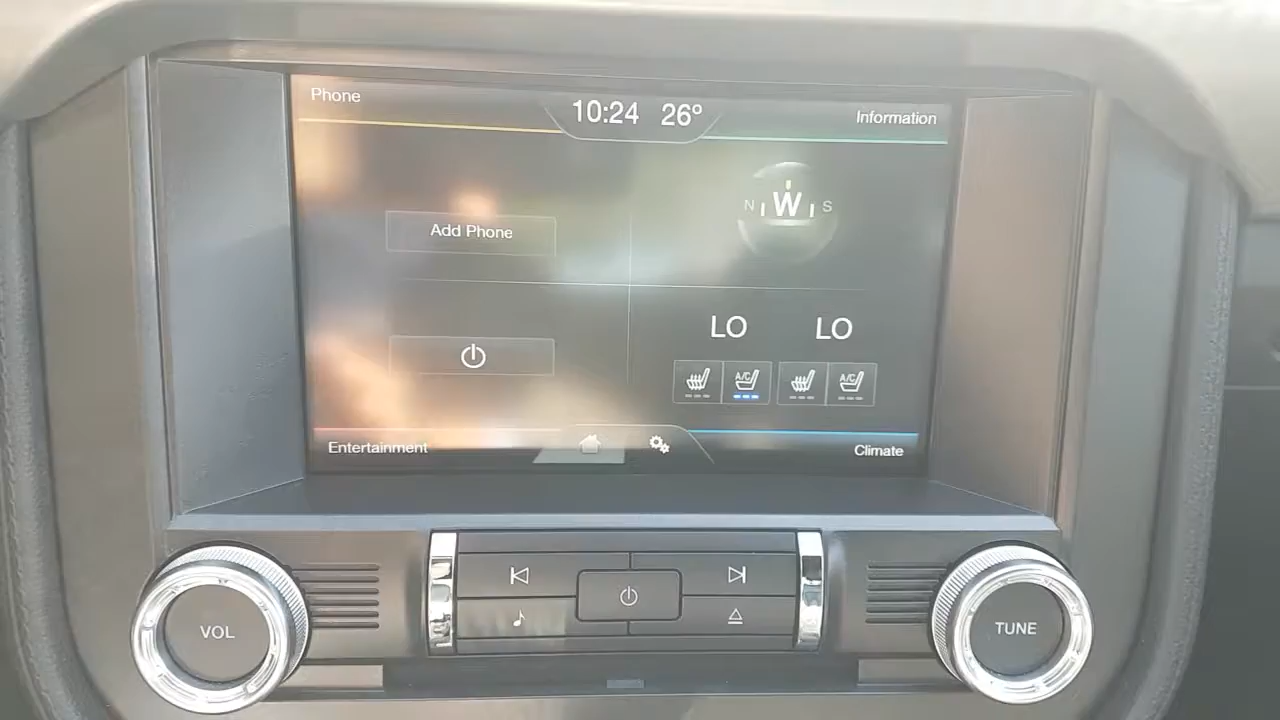 Phone
10:24 26°
Information
N W S
Add Phone
LO LO
A/C A/C
Entertainment
Climate
VOL
TUNE